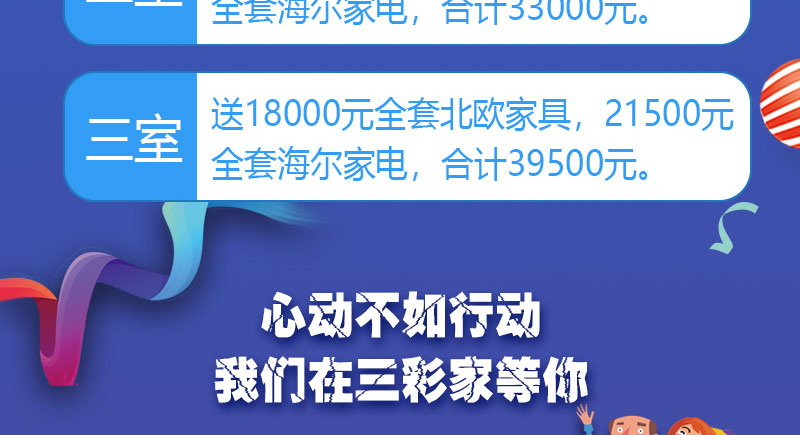 全套海尔家电，合计33000元。
三室
送18000元全套北欧家具，21500元
全套海尔家电，合计39500元。
心动不如行动
我们在三彩家等你